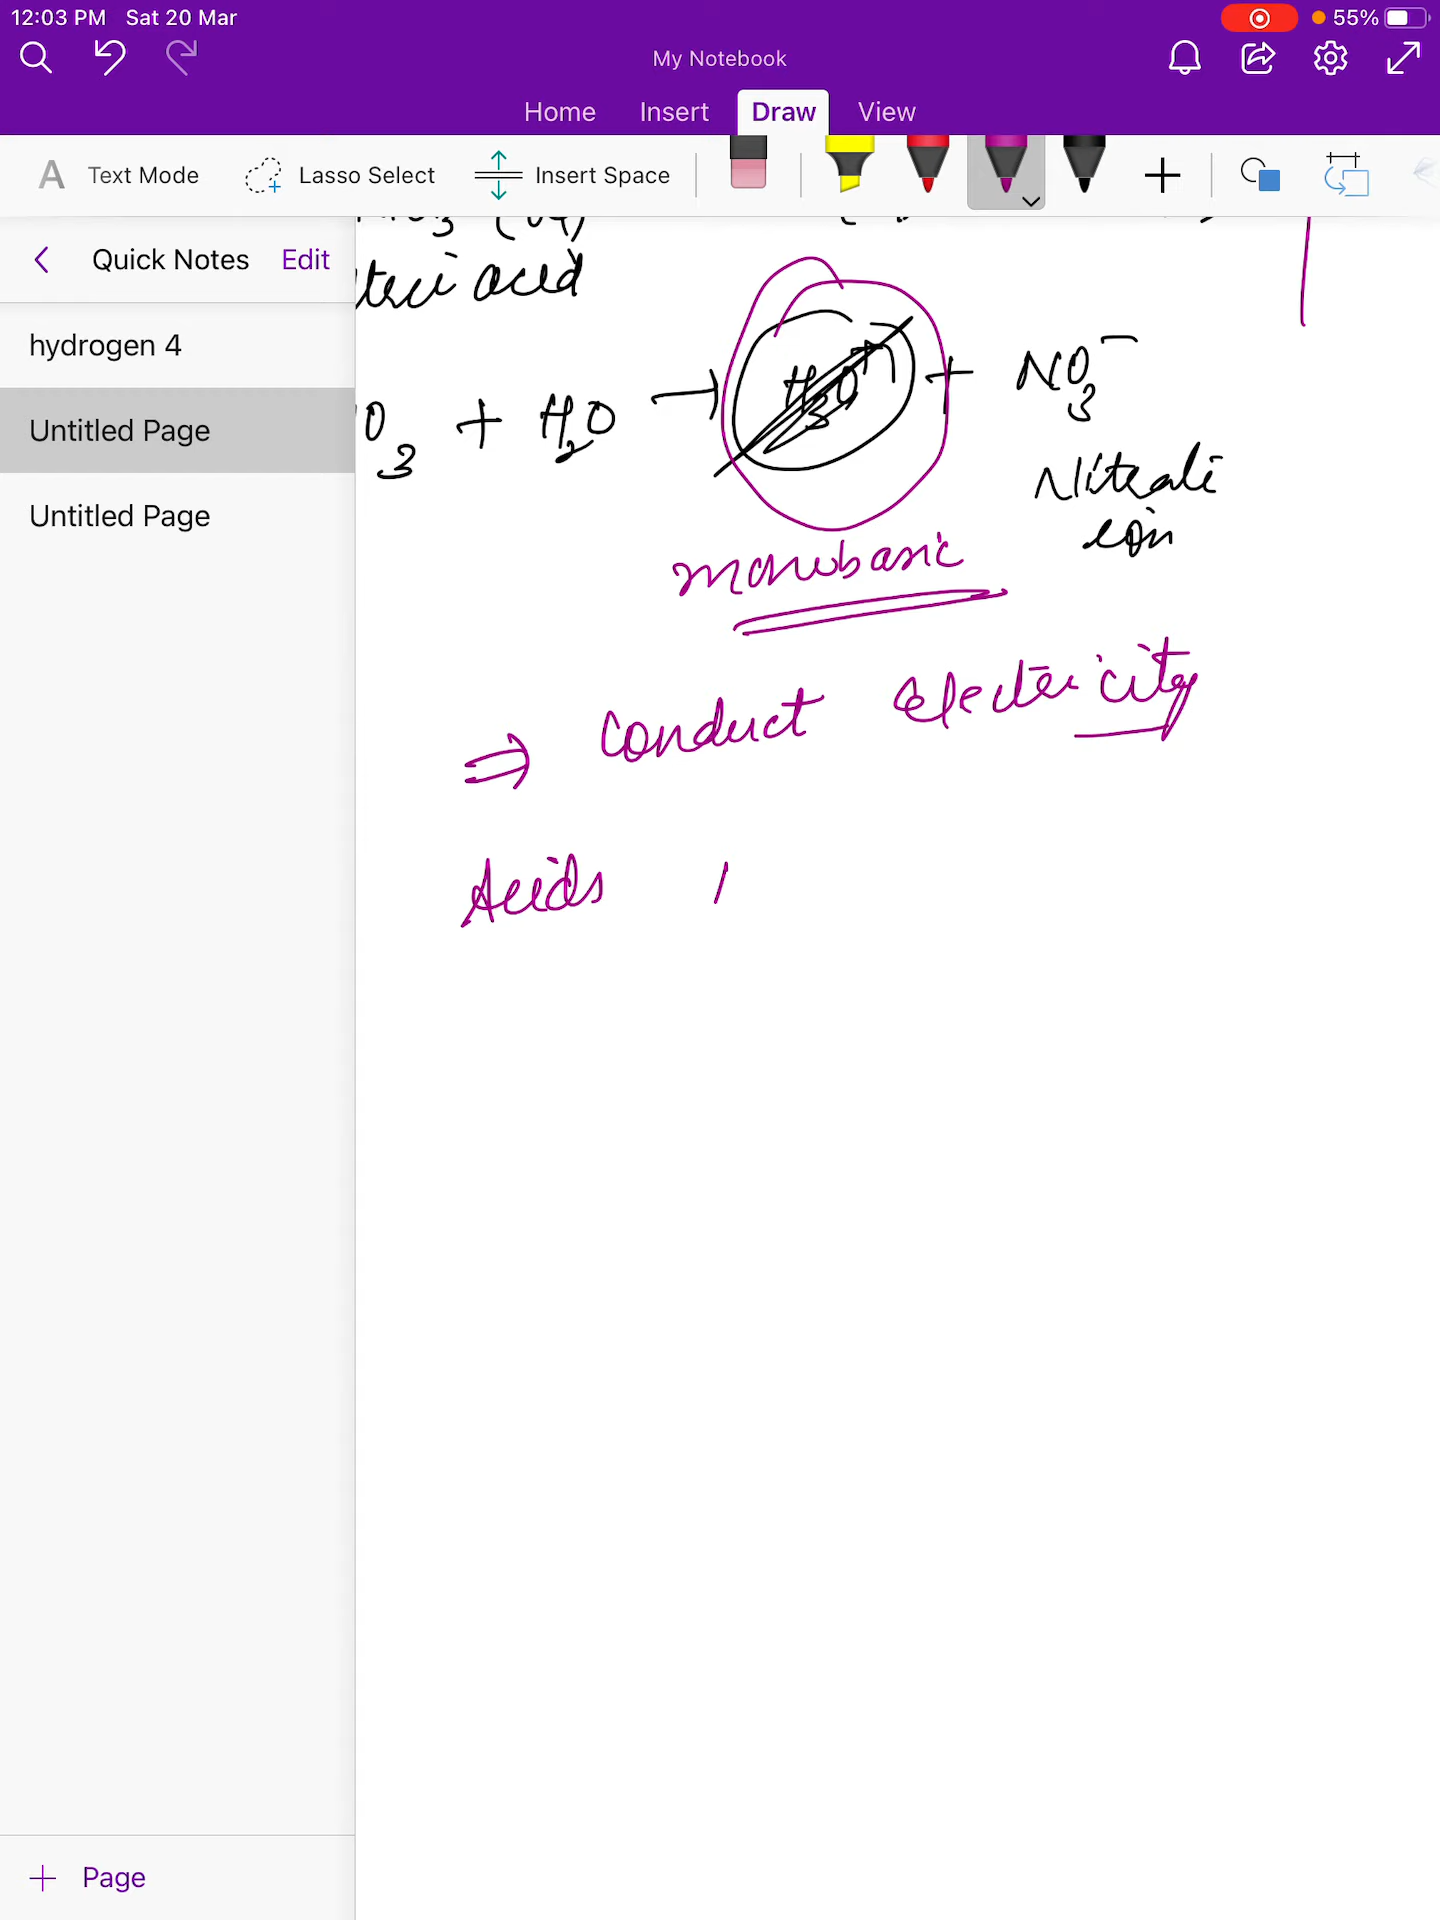 12:03 PM Sat 20 Mar 55%
My Notebook
Home Insert Draw View
A Text Mode Lasso Select Insert Space
Quick Notes Edit
hydrogen 4
Untitled Page
Untitled Page
acid
O3 + H2O → H3O+ + NO3-
Nitrate
ion
monobasic
⇒ Conduct electricity
Acids
+ Page